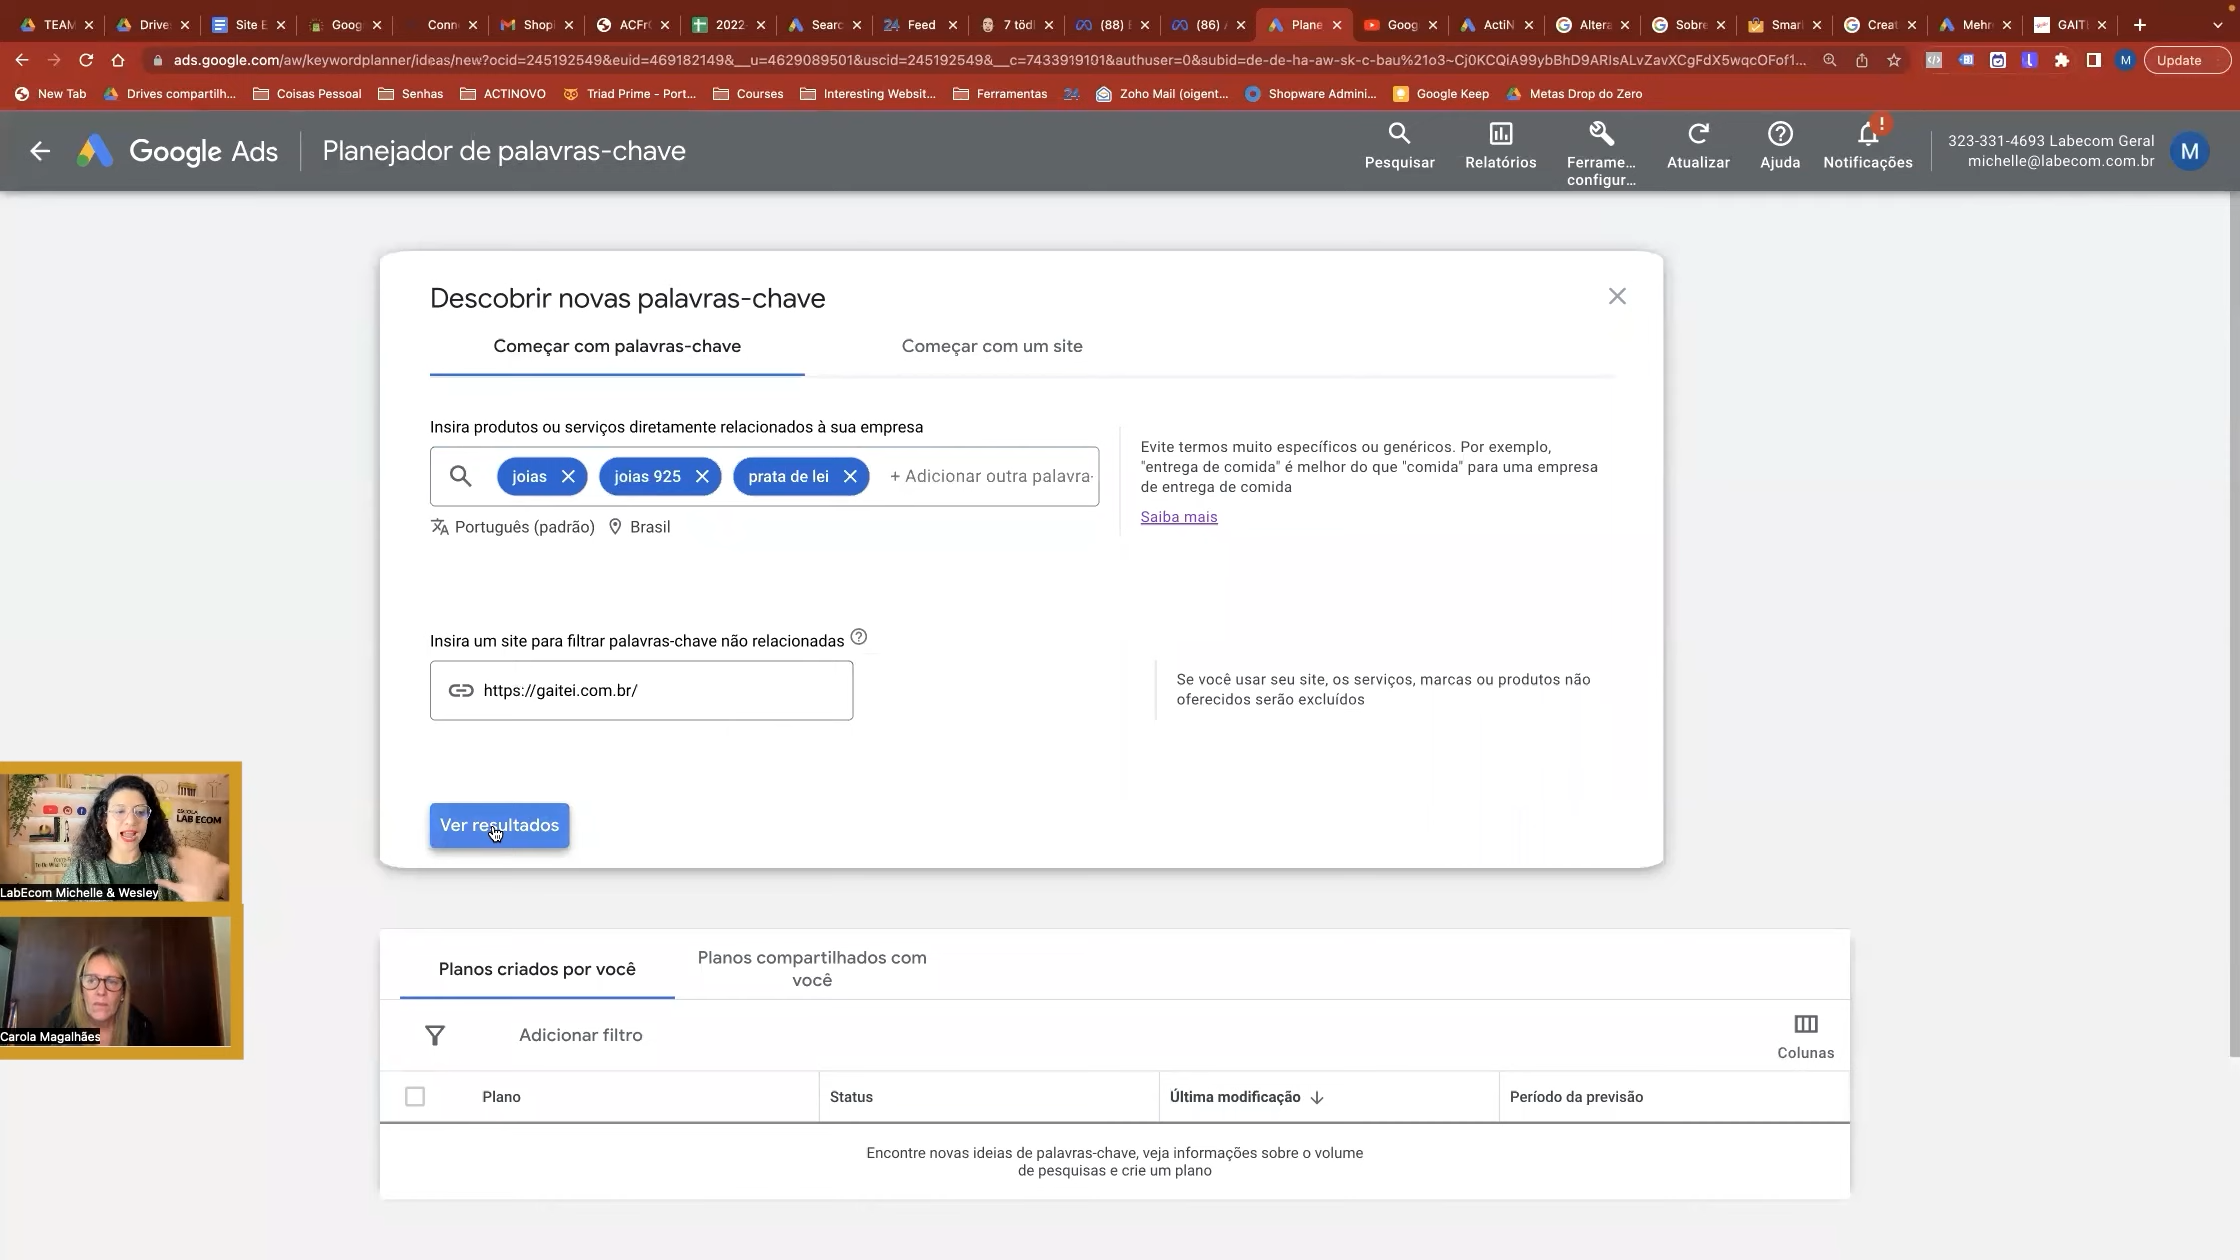 TEAM
Drive
Site E
Goog
Conn
Shopi
ACFr
2022
Searc
24 Feed
7 tödl
(88)
(86)
Plane
Goog
ActiN
Altera
Sobre
Smar
Creat
Mehr
GAITE
ads.google.com/aw/keywordplanner/ideas/new?ocid=245192549&euid=469182149&__u=4629089501&uscid=245192549&__c=7433919101&authuser=0&subid=de-de-ha-aw-sk-c-bau%21o3~Cj0KCQiA99ybBhD9ARIsALvZavXCgFdX5wqcOFof1...
M
Update
New Tab
Drives compartilh...
Coisas Pessoal
Senhas
ACTINOVO
Triad Prime - Port...
Courses
Interesting Websit...
Ferramentas
24
Zoho Mail (oigent...
Shopware Admini...
Google Keep
Metas Drop do Zero
Google Ads
Planejador de palavras-chave
Pesquisar
Relatórios
Ferrame...
configur...
Atualizar
Ajuda
Notificações
323-331-4693 Labecom Geral
michelle@labecom.com.br
M
Descobrir novas palavras-chave
Começar com palavras-chave
Começar com um site
Insira produtos ou serviços diretamente relacionados à sua empresa
joias
joias 925
prata de lei
+ Adicionar outra palavra-
Português (padrão)
Brasil
Evite termos muito específicos ou genéricos. Por exemplo,
"entrega de comida" é melhor do que "comida" para uma empresa
de entrega de comida
Saiba mais
Insira um site para filtrar palavras-chave não relacionadas
https://gaitei.com.br/
Se você usar seu site, os serviços, marcas ou produtos não
oferecidos serão excluídos
Ver resultados
ESCOLA
LAB ECOM
LabEcom Michelle & Wesley
Carola Magalhães
Planos criados por você
Planos compartilhados com
você
Adicionar filtro
Colunas
Plano
Status
Última modificação
Período da previsão
Encontre novas ideias de palavras-chave, veja informações sobre o volume
de pesquisas e crie um plano